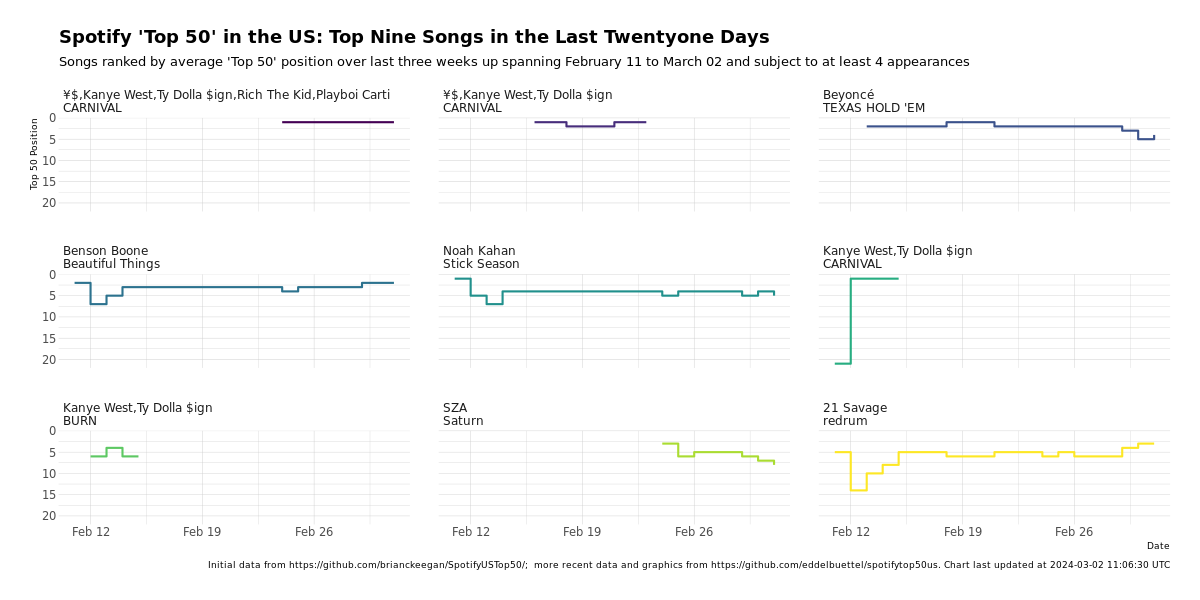 Spotify 'Top 50' in the US: Top Nine Songs in the Last Twentyone Days
Songs ranked by average 'Top 50' position over last three weeks up spanning February 11 to March 02 and subject to at least 4 appearances
¥$,Kanye West,Ty Dolla $ign,Rich The Kid,Playboi Carti
CARNIVAL
¥$,Kanye West,Ty Dolla $ign
CARNIVAL
Beyoncé
TEXAS HOLD 'EM
Top 50 Position
0
5
10
15
20
Benson Boone
Beautiful Things
Noah Kahan
Stick Season
Kanye West,Ty Dolla $ign
CARNIVAL
0
5
10
15
20
Kanye West,Ty Dolla $ign
BURN
SZA
Saturn
21 Savage
redrum
0
5
10
15
20
Feb 12 Feb 19 Feb 26
Feb 12 Feb 19 Feb 26
Feb 12 Feb 19 Feb 26
Date
Initial data from https://github.com/brianckeegan/SpotifyUSTop50/; more recent data and graphics from https://github.com/eddelbuettel/spotifytop50us. Chart last updated at 2024-03-02 11:06:30 UTC